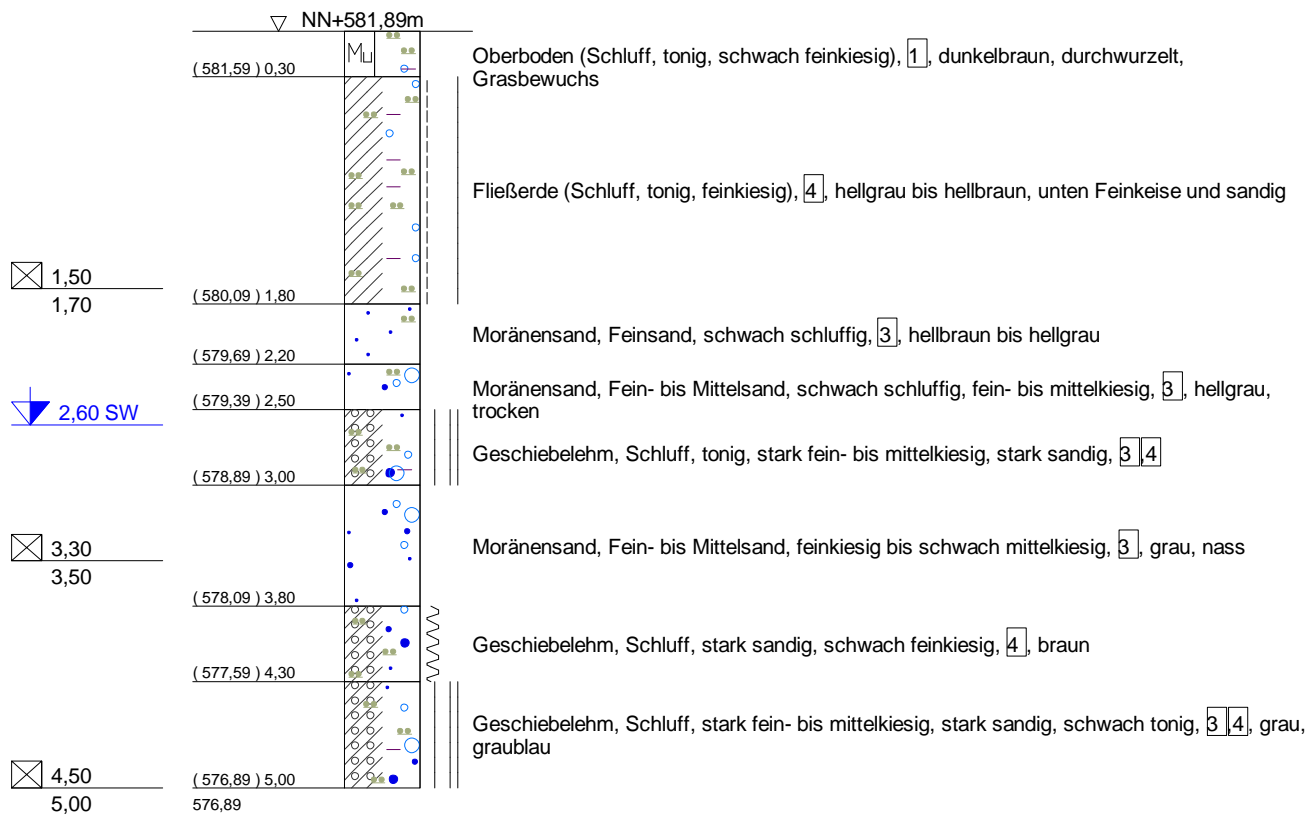 NN+581,89m
Mu
Oberboden (Schluff, tonig, schwach feinkiesig), 1 , dunkelbraun, durchwurzelt,
Grasbewuchs
( 581,59 ) 0,30
Fließerde (Schluff, tonig, feinkiesig), 4 , hellgrau bis hellbraun, unten Feinkeise und sandig
1,50
1,70
( 580,09 ) 1,80
Moränensand, Feinsand, schwach schluffig, 3 , hellbraun bis hellgrau
( 579,69 ) 2,20
Moränensand, Fein- bis Mittelsand, schwach schluffig, fein- bis mittelkiesig, 3 , hellgrau,
trocken
( 579,39 ) 2,50
2,60 SW
Geschiebelehm, Schluff, tonig, stark fein- bis mittelkiesig, stark sandig, 3 ,4
( 578,89 ) 3,00
Moränensand, Fein- bis Mittelsand, feinkiesig bis schwach mittelkiesig, 3 , grau, nass
3,30
3,50
( 578,09 ) 3,80
Geschiebelehm, Schluff, stark sandig, schwach feinkiesig, 4 , braun
( 577,59 ) 4,30
Geschiebelehm, Schluff, stark fein- bis mittelkiesig, stark sandig, schwach tonig, 3 ,4 , grau,
graublau
4,50
5,00
( 576,89 ) 5,00
576,89